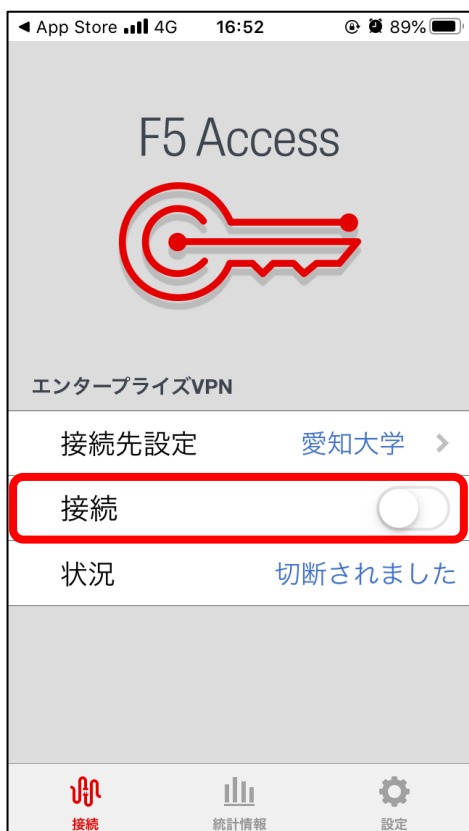 ◀ App Store 4G 16:52 89%
F5 Access
エンタープライズVPN
接続先設定 愛知大学 >
接続
状況 切断されました
接続 統計情報 設定